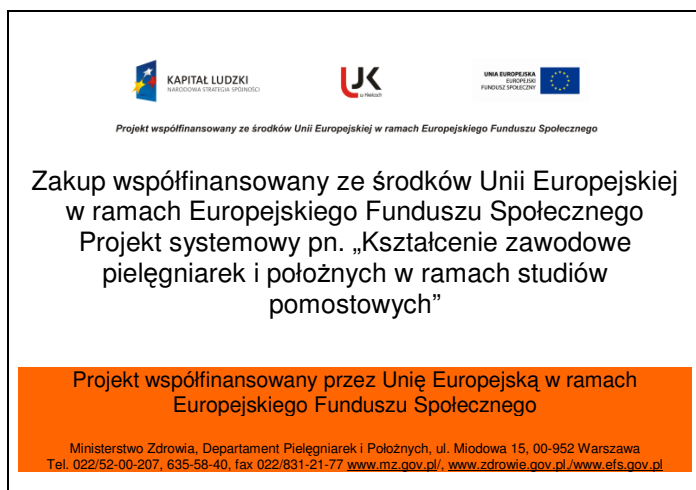 KAPITAŁ LUDZKI
NARODOWA STRATEGIA SPÓJNOŚCI
UJK
w Kielcach
UNIA EUROPEJSKA
EUROPEJSKI
FUNDUSZ SPOŁECZNY
Projekt współfinansowany ze środków Unii Europejskiej w ramach Europejskiego Funduszu Społecznego
Zakup współfinansowany ze środków Unii Europejskiej
w ramach Europejskiego Funduszu Społecznego
Projekt systemowy pn. „Kształcenie zawodowe
pielęgniarek i położnych w ramach studiów
pomostowych”
Projekt współfinansowany przez Unię Europejską w ramach
Europejskiego Funduszu Społecznego
Ministerstwo Zdrowia, Departament Pielęgniarek i Położnych, ul. Miodowa 15, 00-952 Warszawa
Tel. 022/52-00-207, 635-58-40, fax 022/831-21-77 www.mz.gov.pl/, www.zdrowie.gov.pl./www.efs.gov.pl